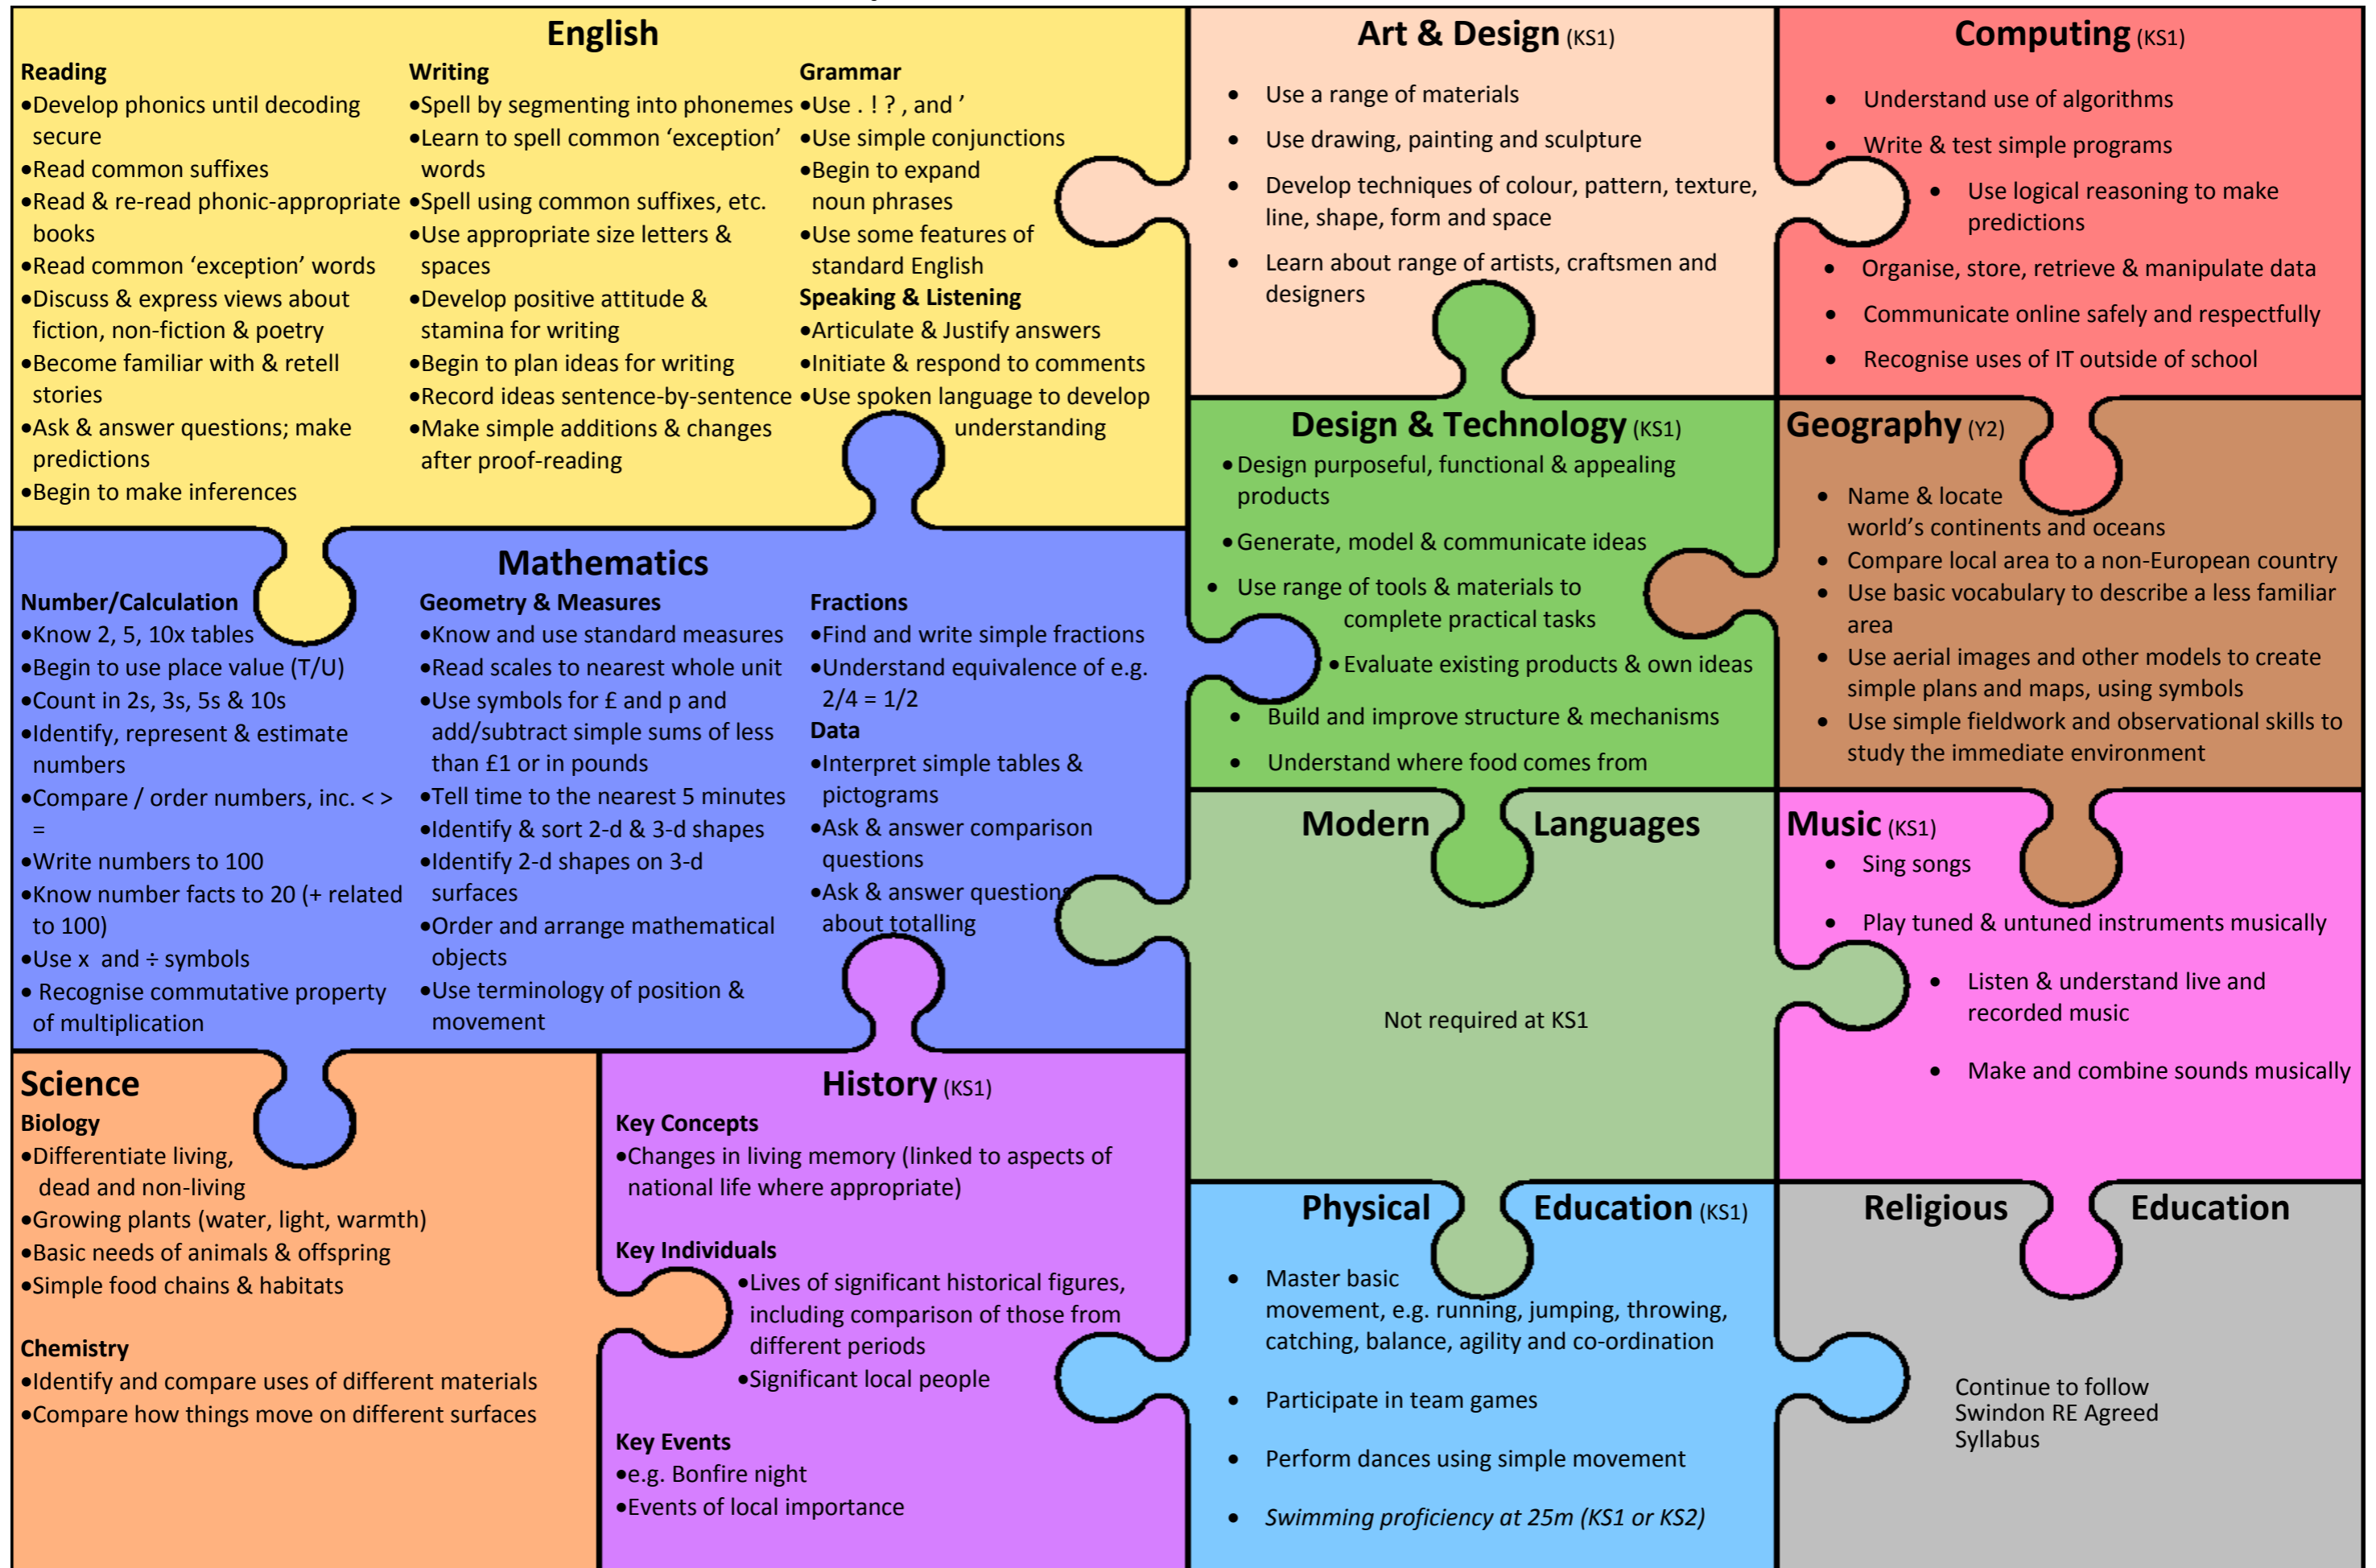 English
Reading
•Develop phonics until decoding
secure
•Read common suffixes
•Read & re-read phonic-appropriate
books
•Read common ‘exception’ words
•Discuss & express views about
fiction, non-fiction & poetry
•Become familiar with & retell
stories
•Ask & answer questions; make
predictions
•Begin to make inferences
Writing
•Spell by segmenting into phonemes
•Learn to spell common ‘exception’
words
•Spell using common suffixes, etc.
•Use appropriate size letters &
spaces
•Develop positive attitude &
stamina for writing
•Begin to plan ideas for writing
•Record ideas sentence-by-sentence
•Make simple additions & changes
after proof-reading
Grammar
•Use . ! ? , and ’
•Use simple conjunctions
•Begin to expand
noun phrases
•Use some features of
standard English
Speaking & Listening
•Articulate & Justify answers
•Initiate & respond to comments
•Use spoken language to develop
understanding
Art & Design (KS1)
• Use a range of materials
• Use drawing, painting and sculpture
• Develop techniques of colour, pattern, texture,
line, shape, form and space
• Learn about range of artists, craftsmen and
designers
Computing (KS1)
• Understand use of algorithms
• Write & test simple programs
• Use logical reasoning to make
predictions
• Organise, store, retrieve & manipulate data
• Communicate online safely and respectfully
• Recognise uses of IT outside of school
Mathematics
Number/Calculation
•Know 2, 5, 10x tables
•Begin to use place value (T/U)
•Count in 2s, 3s, 5s & 10s
•Identify, represent & estimate
numbers
•Compare / order numbers, inc. < >
=
•Write numbers to 100
•Know number facts to 20 (+ related
to 100)
•Use x and ÷ symbols
• Recognise commutative property
of multiplication
Geometry & Measures
•Know and use standard measures
•Read scales to nearest whole unit
•Use symbols for £ and p and
add/subtract simple sums of less
than £1 or in pounds
•Tell time to the nearest 5 minutes
•Identify & sort 2-d & 3-d shapes
•Identify 2-d shapes on 3-d
surfaces
•Order and arrange mathematical
objects
•Use terminology of position &
movement
Fractions
•Find and write simple fractions
•Understand equivalence of e.g.
2/4 = 1/2
Data
•Interpret simple tables &
pictograms
•Ask & answer comparison
questions
•Ask & answer questions
about totalling
Design & Technology (KS1)
• Design purposeful, functional & appealing
products
• Generate, model & communicate ideas
• Use range of tools & materials to
complete practical tasks
• Evaluate existing products & own ideas
• Build and improve structure & mechanisms
• Understand where food comes from
Geography (Y2)
• Name & locate
world’s continents and oceans
• Compare local area to a non-European country
• Use basic vocabulary to describe a less familiar
area
• Use aerial images and other models to create
simple plans and maps, using symbols
• Use simple fieldwork and observational skills to
study the immediate environment
Modern Languages
Not required at KS1
Music (KS1)
• Sing songs
• Play tuned & untuned instruments musically
• Listen & understand live and
recorded music
• Make and combine sounds musically
Science
Biology
•Differentiate living,
dead and non-living
•Growing plants (water, light, warmth)
•Basic needs of animals & offspring
•Simple food chains & habitats
Chemistry
•Identify and compare uses of different materials
•Compare how things move on different surfaces
History (KS1)
Key Concepts
•Changes in living memory (linked to aspects of
national life where appropriate)
Key Individuals
•Lives of significant historical figures,
including comparison of those from
different periods
•Significant local people
Key Events
•e.g. Bonfire night
•Events of local importance
Physical Education (KS1)
• Master basic
movement, e.g. running, jumping, throwing,
catching, balance, agility and co-ordination
• Participate in team games
• Perform dances using simple movement
• Swimming proficiency at 25m (KS1 or KS2)
Religious Education
Continue to follow
Swindon RE Agreed
Syllabus